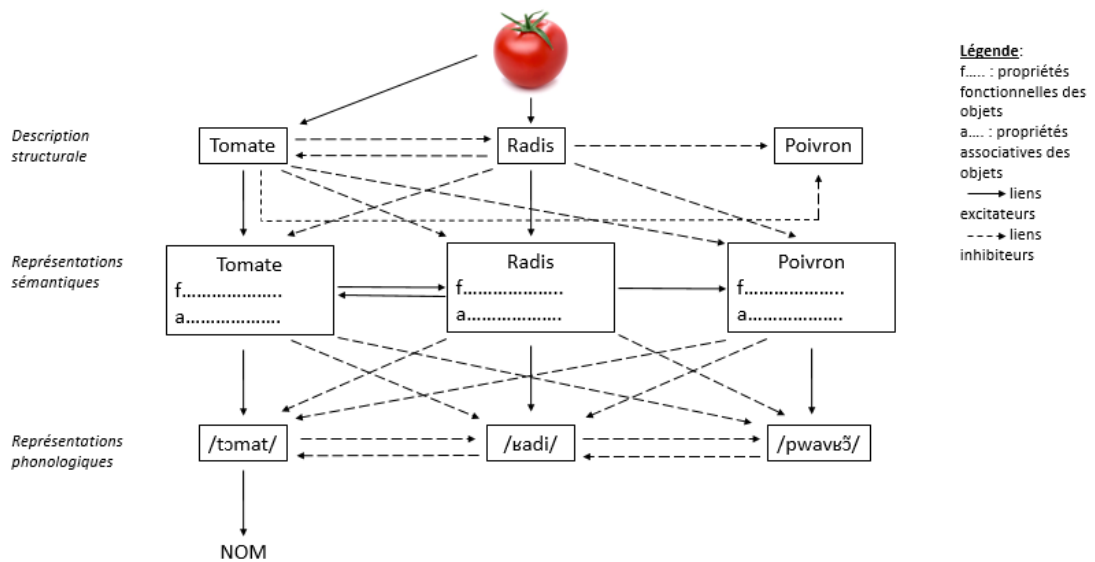 Légende:
f..... : propriétés
fonctionnelles des
objets
a.... : propriétés
associatives des
objets
liens
excitateurs
liens
inhibiteurs
Description
structurale
Tomate
Radis
Poivron
Représentations
sémantiques
Tomate
f....................
a...................
Radis
f....................
a...................
Poivron
f....................
a...................
Représentations
phonologiques
/tɔmat/
/ʁadi/
/pwavʁɔ̃/
NOM